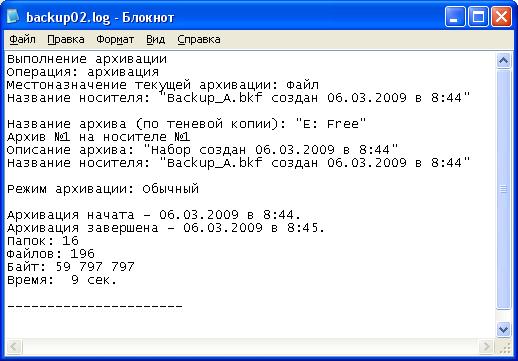 backup02.log - Блокнот
Файл Правка Формат Вид Справка
Выполнение архивации
Операция: архивация
Местоназначение текущей архивации: Файл
Название носителя: "Backup_A.bkf создан 06.03.2009 в 8:44"
Название архива (по теневой копии): "E: Free"
Архив №1 на носителе №1
Описание архива: "Набор создан 06.03.2009 в 8:44"
Название носителя: "Backup_A.bkf создан 06.03.2009 в 8:44"
Режим архивации: Обычный
Архивация начата - 06.03.2009 в 8:44.
Архивация завершена - 06.03.2009 в 8:45.
Папок: 16
Файлов: 196
Байт: 59 797 797
Время:  9 сек.
----------------------